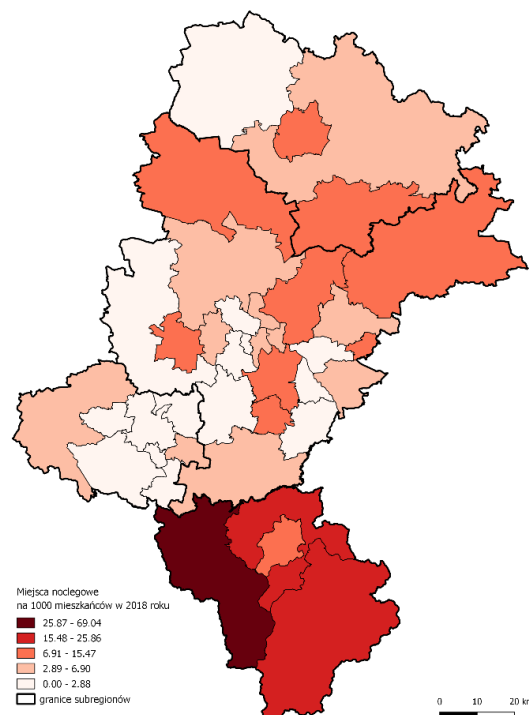 Miejsca noclegowe
na 1000 mieszkańców w 2018 roku
25.87 - 69.04
15.48 - 25.86
6.91 - 15.47
2.89 - 6.90
0.00 - 2.88
granice subregionów
0 10 20 kr